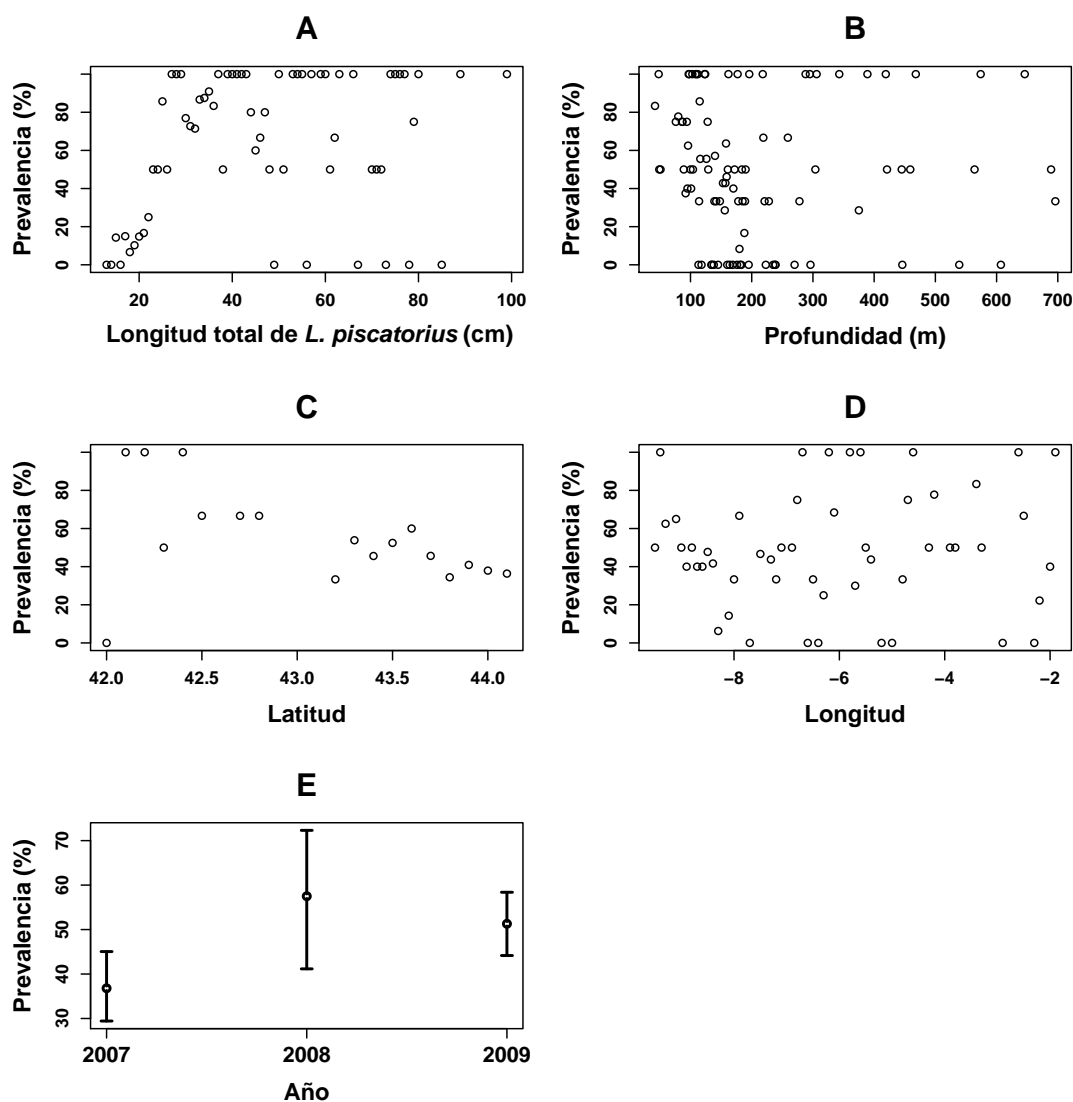 A
Prevalencia (%)
0 20 40 60 80
20 40 60 80 100
Longitud total de L. piscatorius (cm)
B
Prevalencia (%)
0 20 40 60 80
100 200 300 400 500 600 700
Profundidad (m)
C
Prevalencia (%)
0 20 40 60 80
42.0 42.5 43.0 43.5 44.0
Latitud
D
Prevalencia (%)
0 20 40 60 80
−8 −6 −4 −2
Longitud
E
Prevalencia (%)
30 40 50 60 70
2007 2008 2009
Año